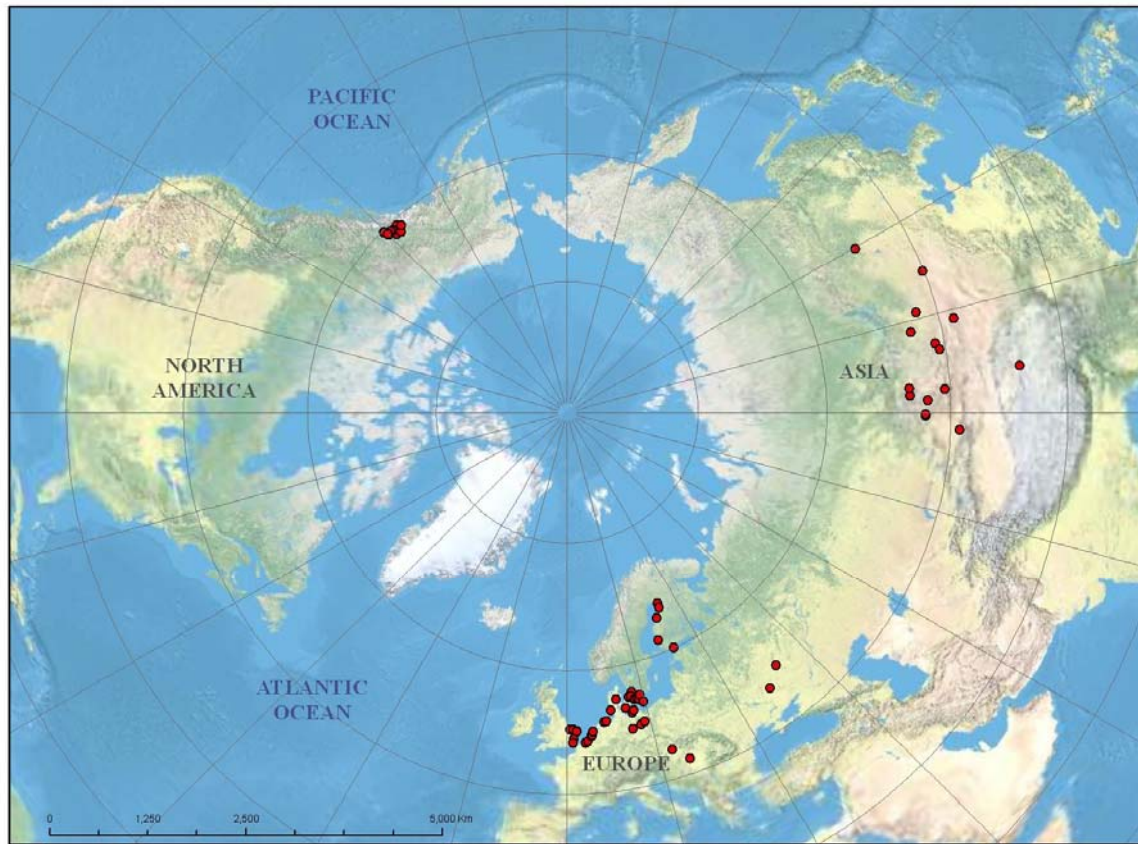 PACIFIC
OCEAN
NORTH
AMERICA
ASIA
ATLANTIC
OCEAN
EUROPE
0 1,250 2,500 5,000 Km